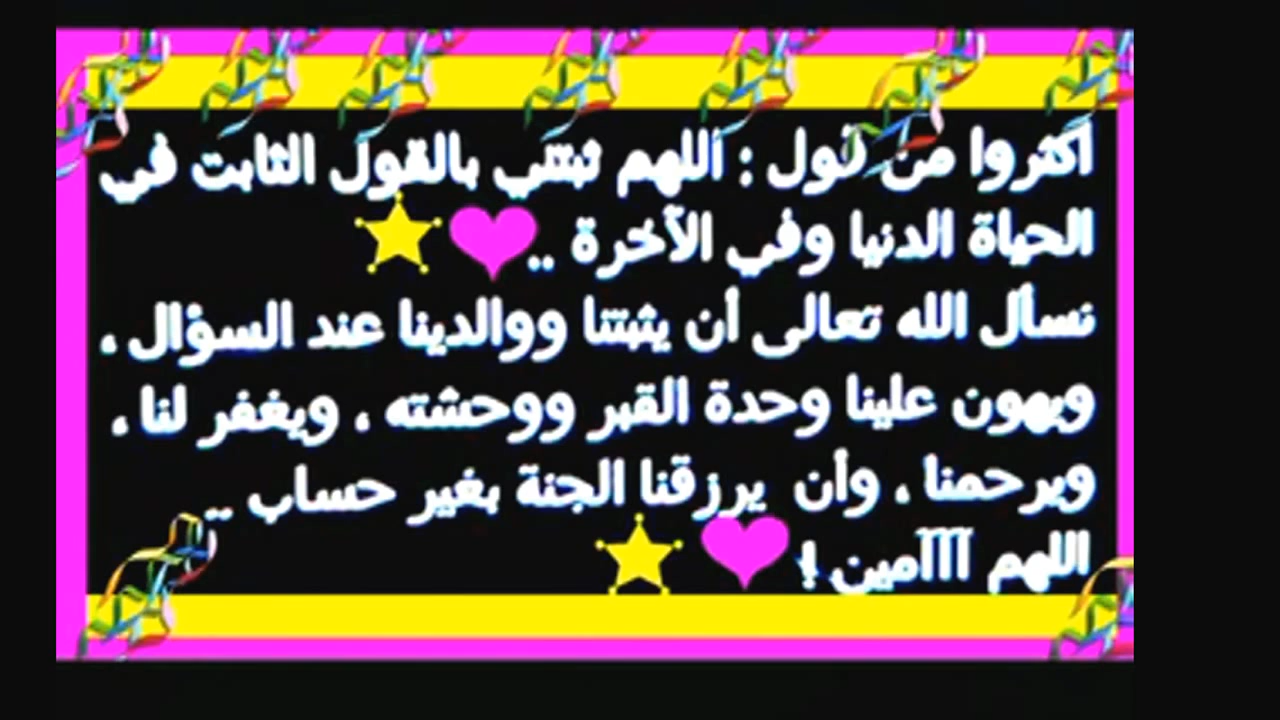 اكثروا من قول : اللهم ثبتني بالقول الثابت في
الحياة الدنيا وفي الآخرة ..
نسأل الله تعالى أن يثبتنا ووالدينا عند السؤال ،
ويهون علينا وحدة القبر ووحشته ، ويغفر لنا ،
ويرحمنا ، وأن يرزقنا الجنة بغير حساب ..
اللهم آآآمين !